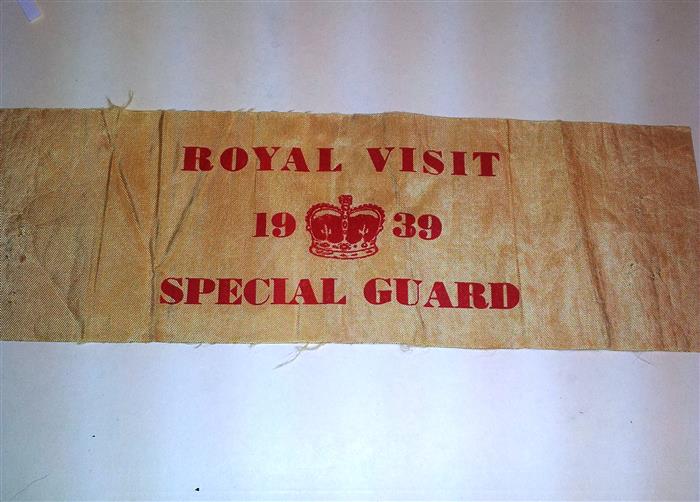 ROYAL VISIT
19 39
SPECIAL GUARD